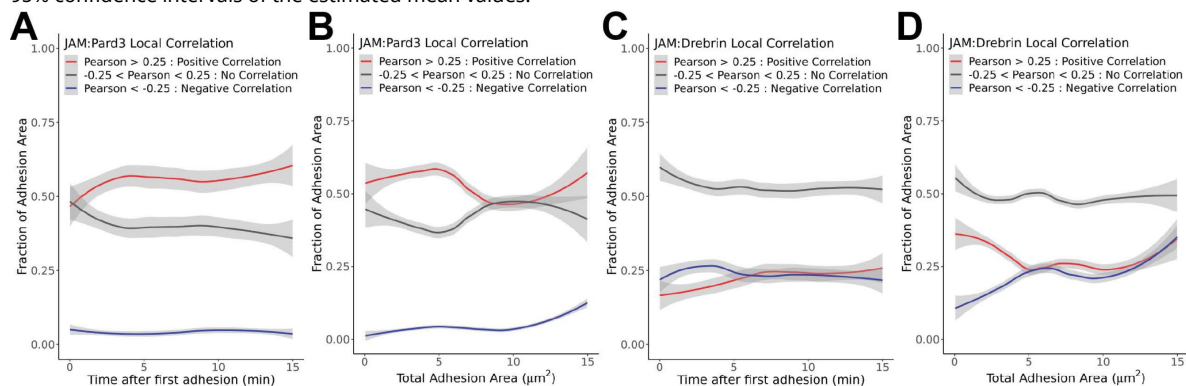 95% confidence intervals of the estimated mean values.
A
JAM:Pard3 Local Correlation
Pearson > 0.25 : Positive Correlation
-0.25 < Pearson < 0.25 : No Correlation
Pearson < -0.25 : Negative Correlation
Fraction of Adhesion Area
1.00
0.75
0.50
0.25
0.00
0
5
10
15
Time after first adhesion (min)
B
JAM:Pard3 Local Correlation
Pearson > 0.25 : Positive Correlation
-0.25 < Pearson < 0.25 : No Correlation
Pearson < -0.25 : Negative Correlation
Fraction of Adhesion Area
1.00
0.75
0.50
0.25
0.00
0
5
10
15
Total Adhesion Area (μm²)
C
JAM:Drebrin Local Correlation
Pearson > 0.25 : Positive Correlation
-0.25 < Pearson < 0.25 : No Correlation
Pearson < -0.25 : Negative Correlation
Fraction of Adhesion Area
1.00
0.75
0.50
0.25
0.00
0
5
10
15
Time after first adhesion (min)
D
JAM:Drebrin Local Correlation
Pearson > 0.25 : Positive Correlation
-0.25 < Pearson < 0.25 : No Correlation
Pearson < -0.25 : Negative Correlation
Fraction of Adhesion Area
1.00
0.75
0.50
0.25
0.00
0
5
10
15
Total Adhesion Area (μm²)